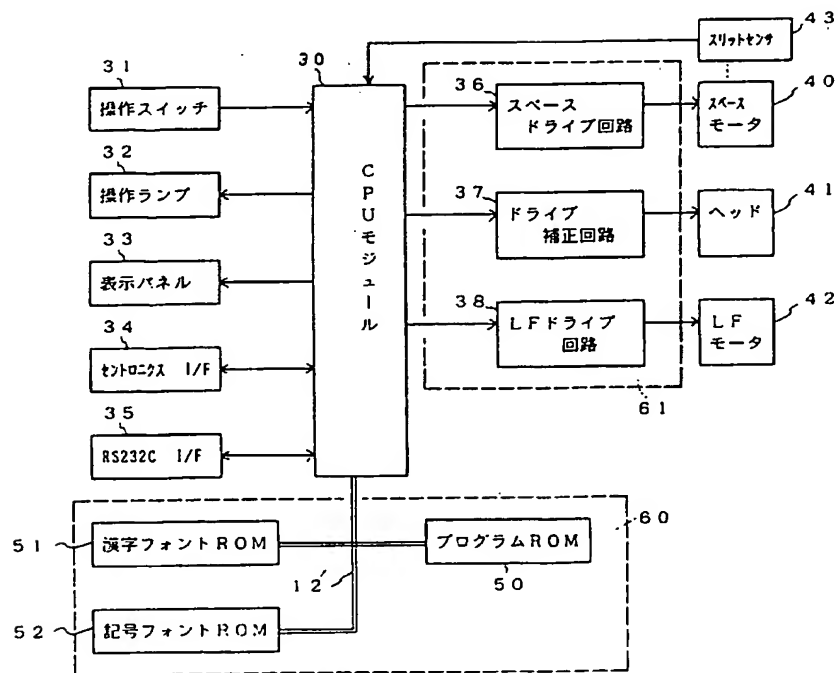 43
スリットセンサ
30
31
操作スイッチ
36
スペース
ドライブ回路
40
スペース
モータ
32
操作ランプ
CPUモジュール
37
ドライブ
補正回路
41
ヘッド
33
表示パネル
38
LFドライブ
回路
42
LF
モータ
34
セントロニクス I/F
61
35
RS232C I/F
60
51
漢字フォントROM
プログラムROM
50
12'
52
記号フォントROM